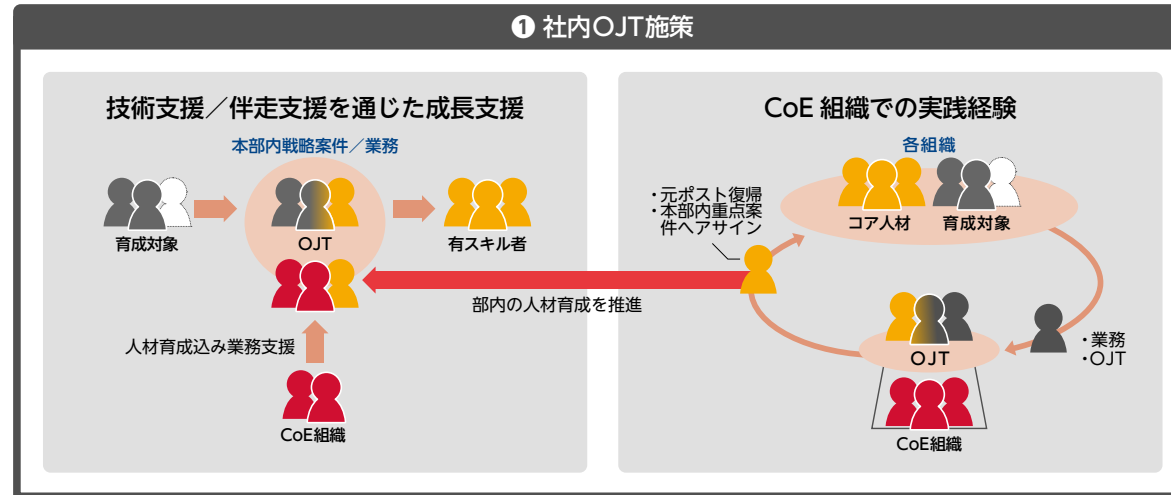 ❶ 社内OJT施策
技術支援／伴走支援を通じた成長支援
本部内戦略案件／業務
育成対象
OJT
有スキル者
人材育成込み業務支援
CoE組織
部内の人材育成を推進
CoE 組織での実践経験
各組織
・元ポスト復帰
・本部内重点案
件へアサイン
コア人材
育成対象
OJT
・業務
・OJT
CoE組織